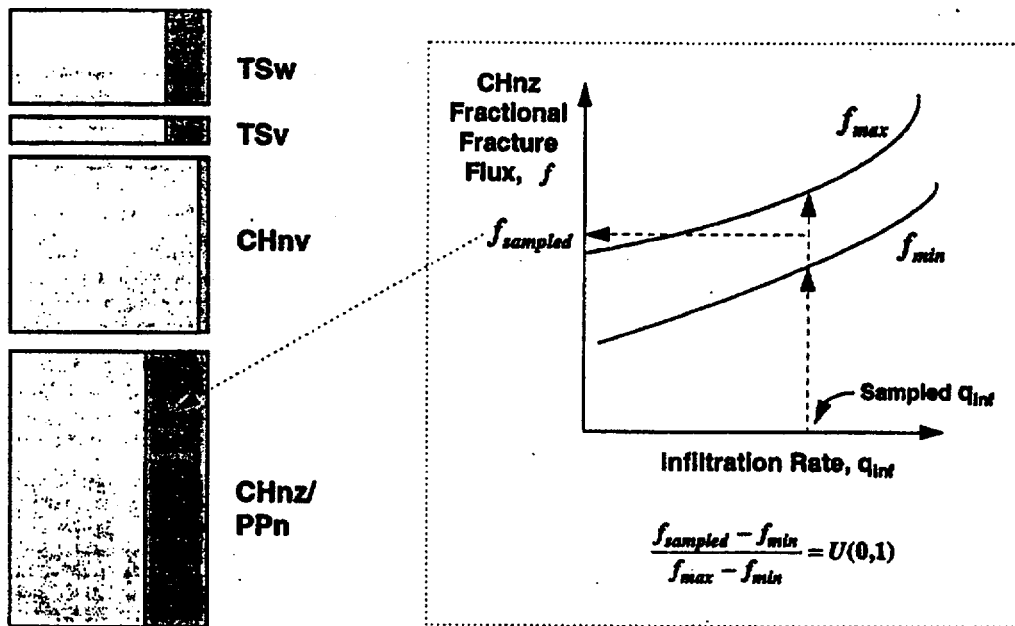 TSw
TSv
CHnv
CHnz/
PPn
CHnz
Fractional
Fracture
Flux, f
f_max
f_sampled
f_min
Sampled q_inf
Infiltration Rate, q_inf
(f_sampled − f_min) / (f_max − f_min) = U(0,1)